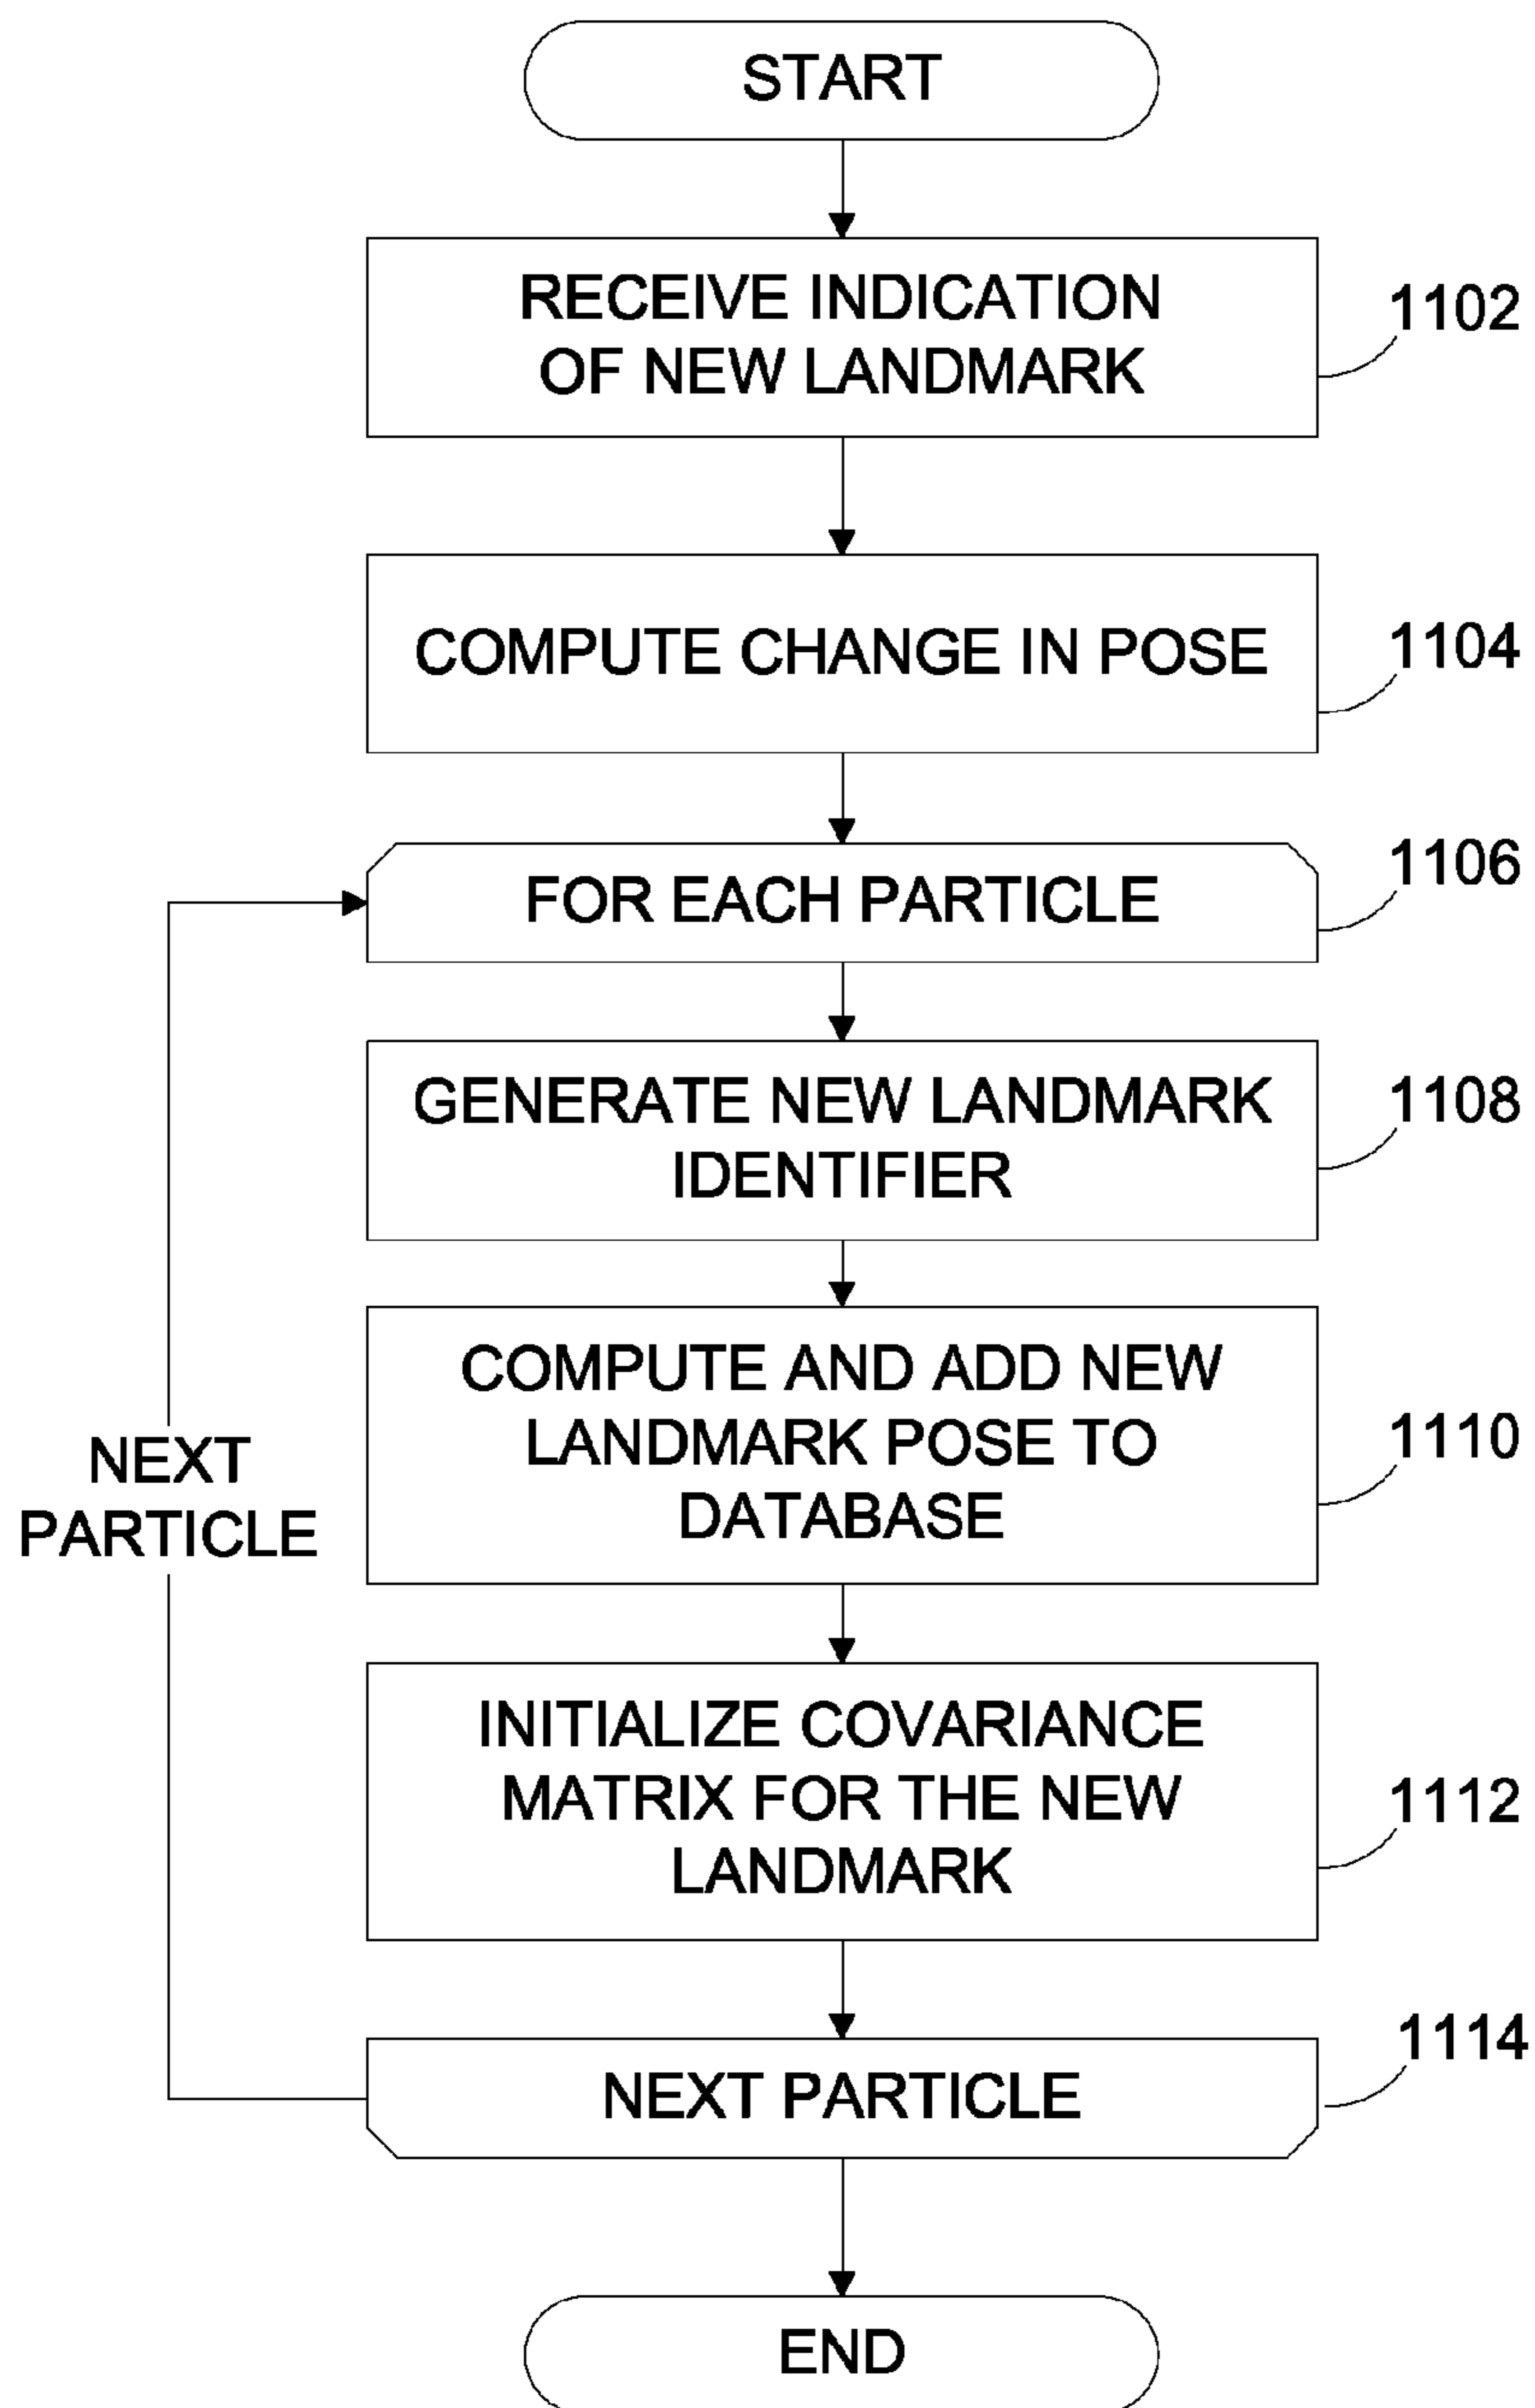 START
RECEIVE INDICATION
OF NEW LANDMARK
1102
COMPUTE CHANGE IN POSE
1104
FOR EACH PARTICLE
1106
GENERATE NEW LANDMARK
IDENTIFIER
1108
COMPUTE AND ADD NEW
LANDMARK POSE TO
DATABASE
1110
NEXT
PARTICLE
INITIALIZE COVARIANCE
MATRIX FOR THE NEW
LANDMARK
1112
NEXT PARTICLE
1114
END